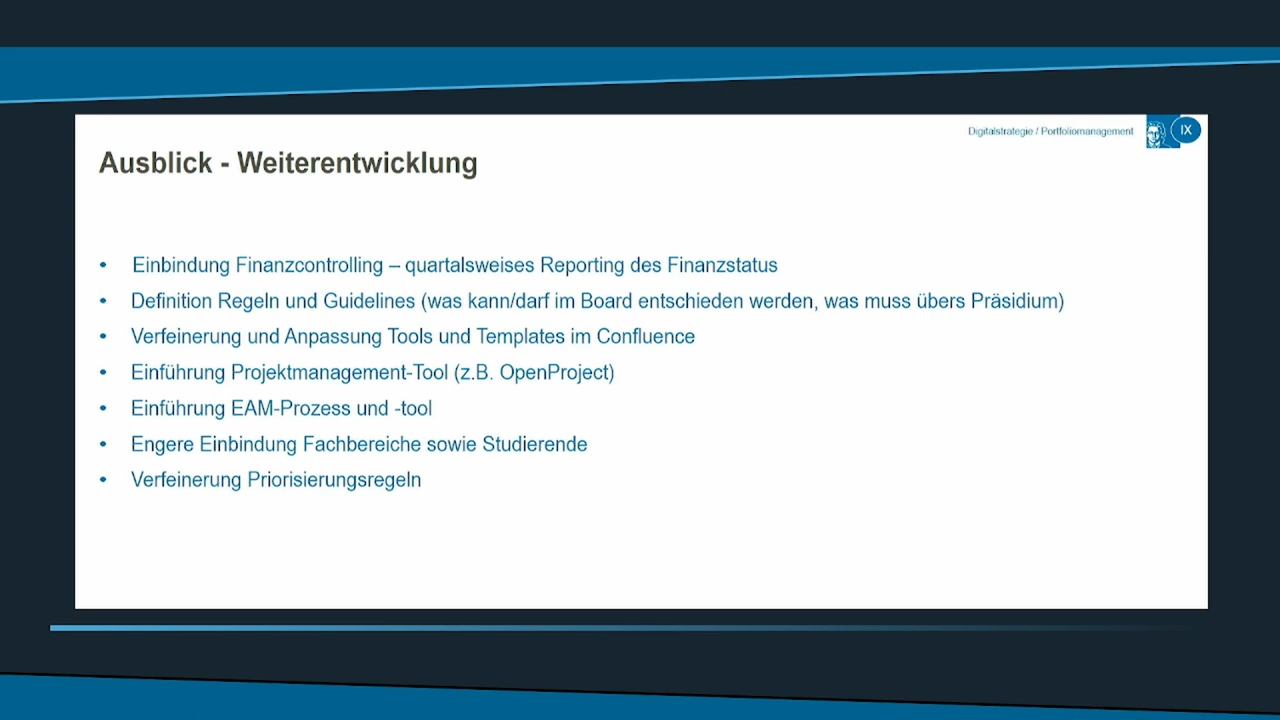 Digitalstrategie / Portfoliomanagement
IX
Ausblick - Weiterentwicklung
• Einbindung Finanzcontrolling – quartalsweises Reporting des Finanzstatus
• Definition Regeln und Guidelines (was kann/darf im Board entschieden werden, was muss übers Präsidium)
• Verfeinerung und Anpassung Tools und Templates im Confluence
• Einführung Projektmanagement-Tool (z.B. OpenProject)
• Einführung EAM-Prozess und -tool
• Engere Einbindung Fachbereiche sowie Studierende
• Verfeinerung Priorisierungsregeln